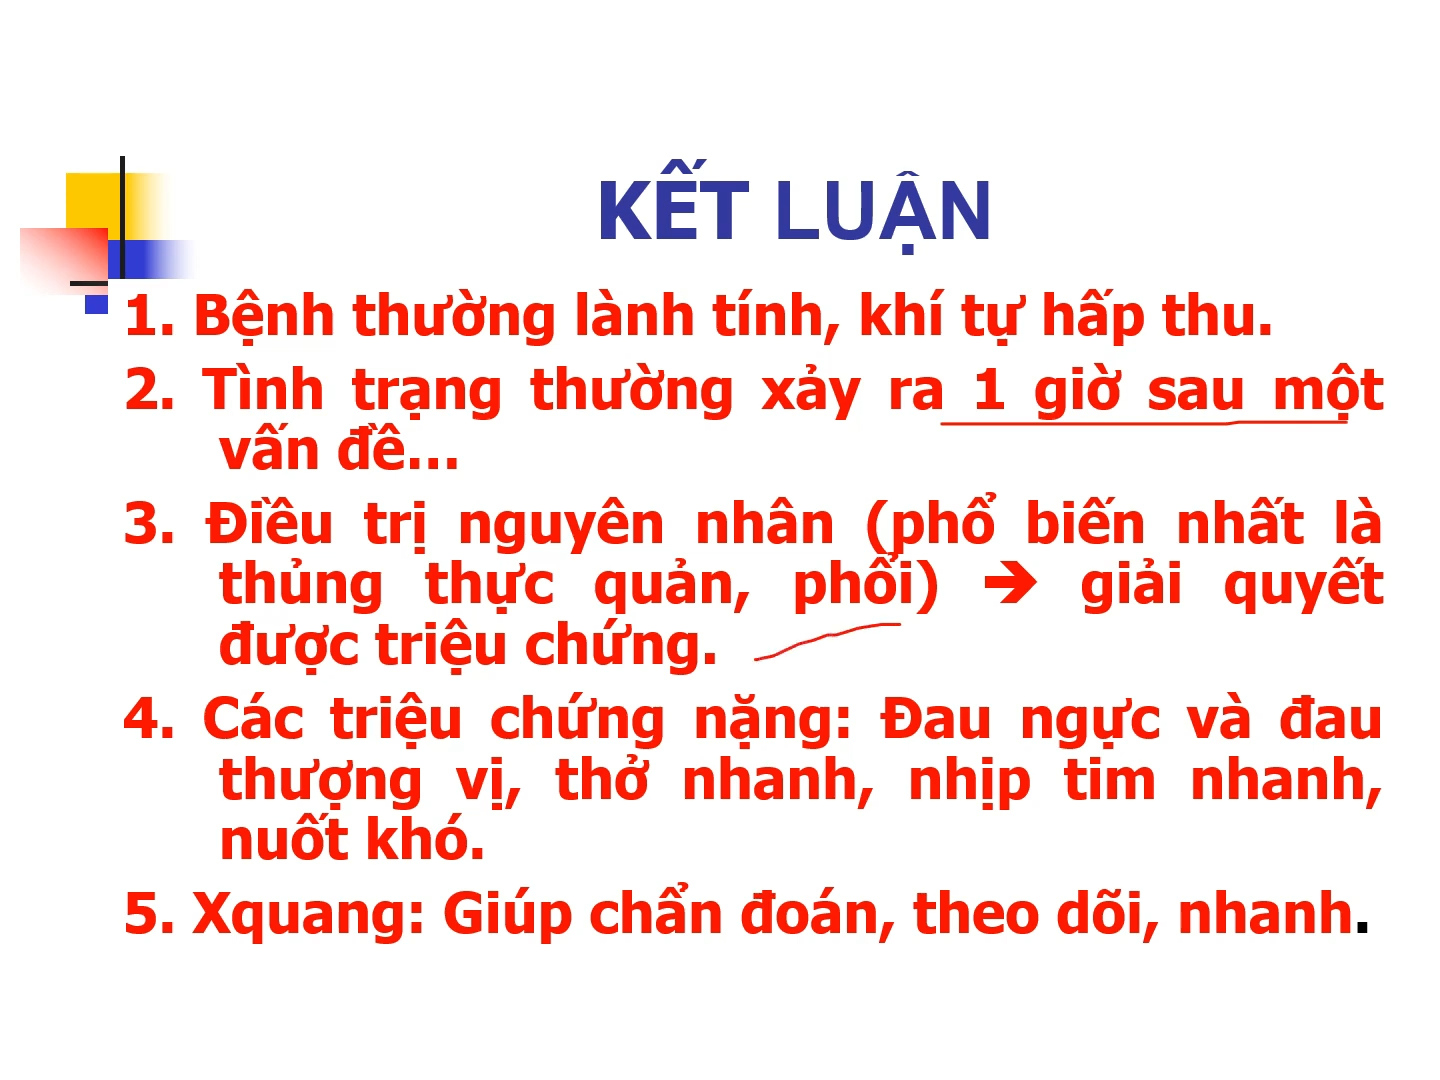 KẾT LUẬN
1. Bệnh thường lành tính, khí tự hấp thu.
2. Tình trạng thường xảy ra 1 giờ sau một
vấn đề…
3. Điều trị nguyên nhân (phổ biến nhất là
thủng thực quản, phổi) ➔ giải quyết
được triệu chứng.
4. Các triệu chứng nặng: Đau ngực và đau
thượng vị, thở nhanh, nhịp tim nhanh,
nuốt khó.
5. Xquang: Giúp chẩn đoán, theo dõi, nhanh.